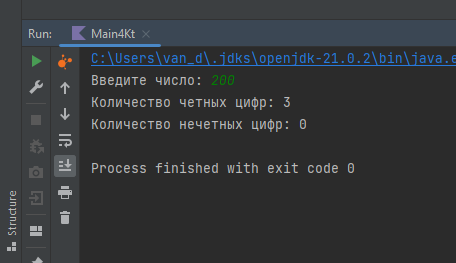 Run: Main4Kt
C:\Users\van_d\.jdks\openjdk-21.0.2\bin\java.e
Введите число: 200
Количество четных цифр: 3
Количество нечетных цифр: 0
Process finished with exit code 0
Structure